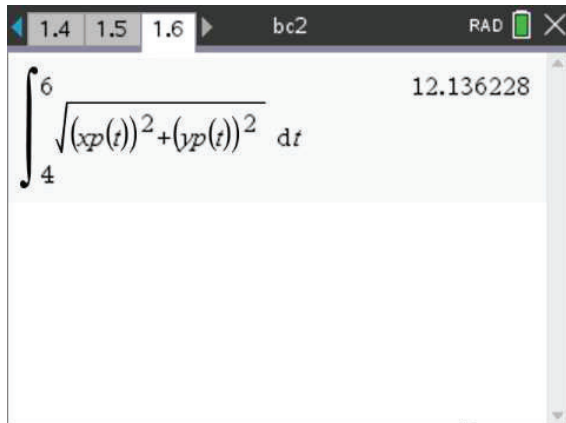 1.4 1.5 1.6 bc2 RAD
∫₄⁶ √((xp(t))²+(yp(t))²) dt 12.136228